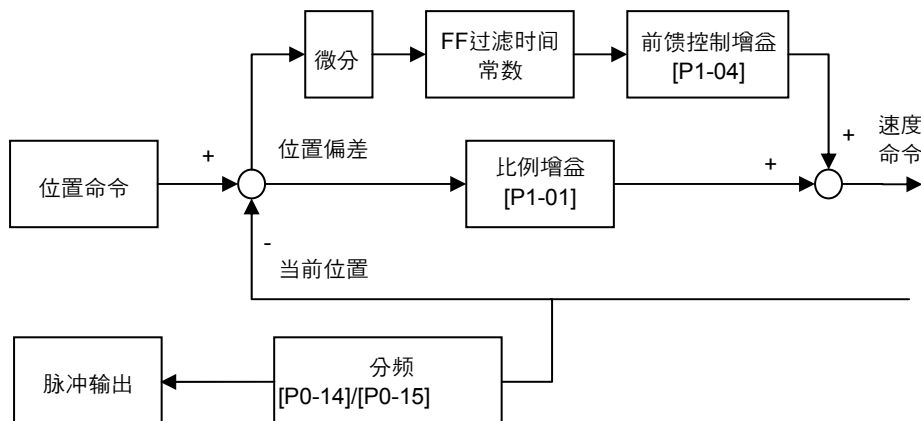 微分
FF过滤时间
常数
前馈控制增益
[P1-04]
+
速度
命令
位置命令
+
位置偏差
比例增益
[P1-01]
+
-
当前位置
脉冲输出
分频
[P0-14]/[P0-15]